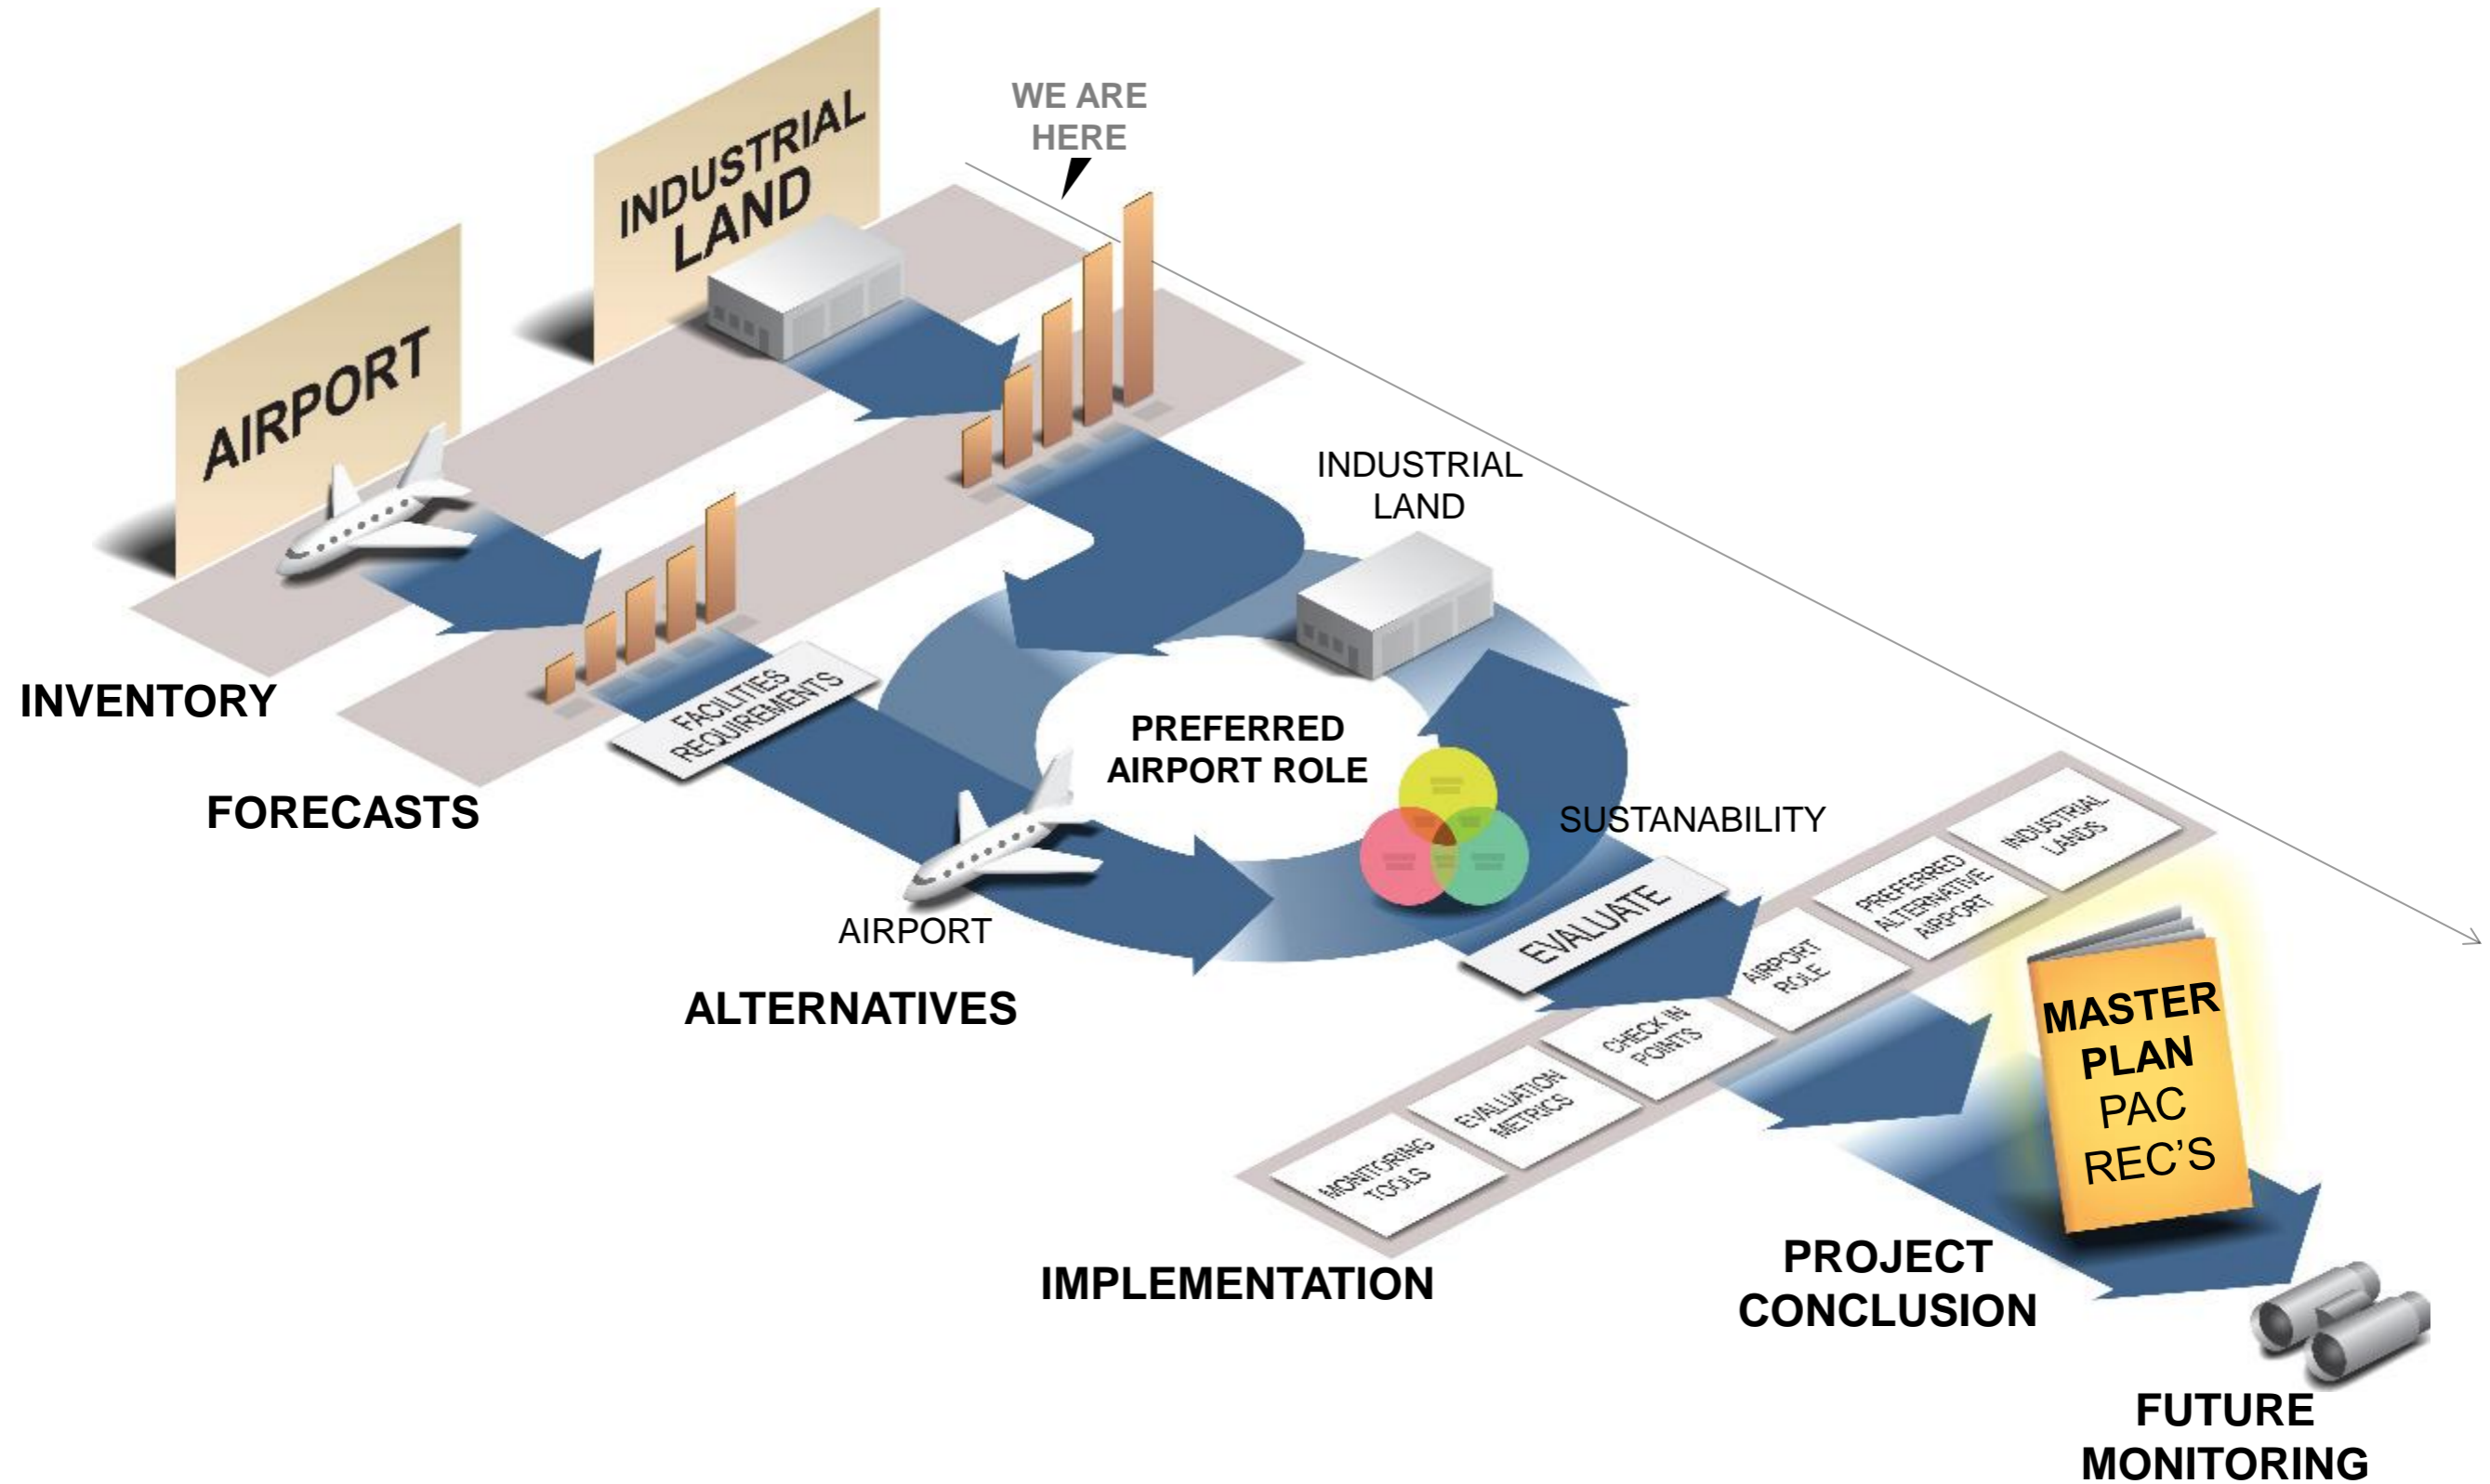 WE ARE
HERE
INDUSTRIAL
LAND
AIRPORT
INDUSTRIAL
LAND
INVENTORY
FACILITIES
REQUIREMENTS
PREFERRED
AIRPORT ROLE
FORECASTS
SUSTANABILITY
AIRPORT
EVALUATE
ALTERNATIVES
INDUSTRIAL
LANDS
PREFERRED
ALTERNATIVE
AIRPORT
AIRPORT
ROLE
CHECK IN
POINTS
EVALUATION
METRICS
MONITORING
TOOLS
MASTER
PLAN
PAC
REC’S
IMPLEMENTATION
PROJECT
CONCLUSION
FUTURE
MONITORING